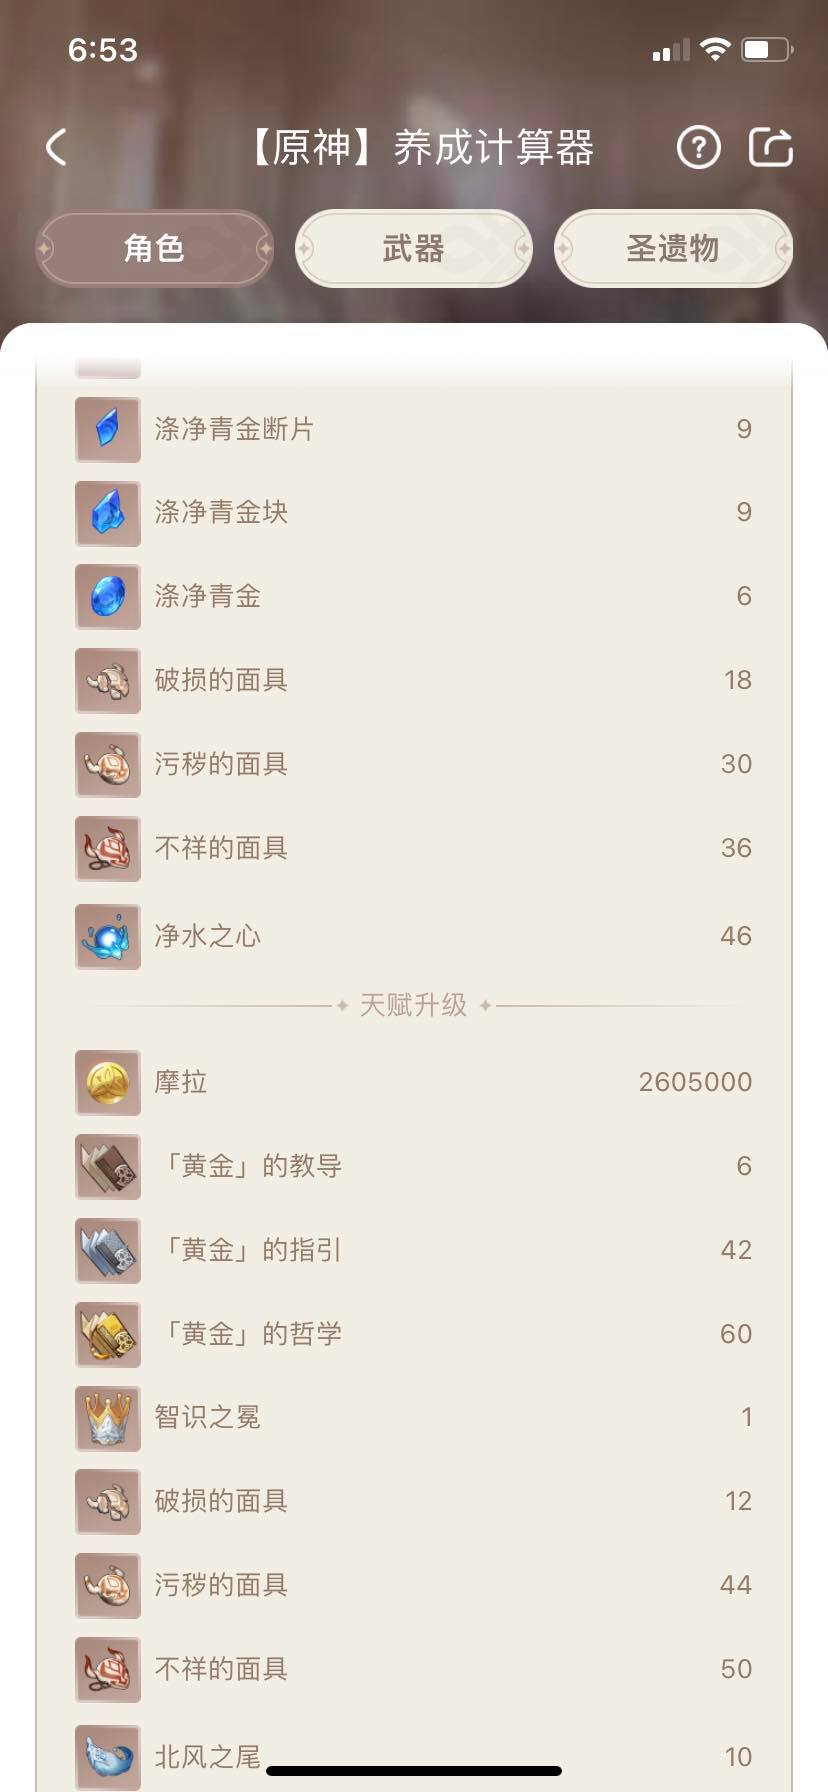 6:53
【原神】养成计算器
角色
武器
圣遗物
涤净青金断片 9
涤净青金块 9
涤净青金 6
破损的面具 18
污秽的面具 30
不祥的面具 36
净水之心 46
天赋升级
摩拉 2605000
「黄金」的教导 6
「黄金」的指引 42
「黄金」的哲学 60
智识之冕 1
破损的面具 12
污秽的面具 44
不祥的面具 50
北风之尾 10